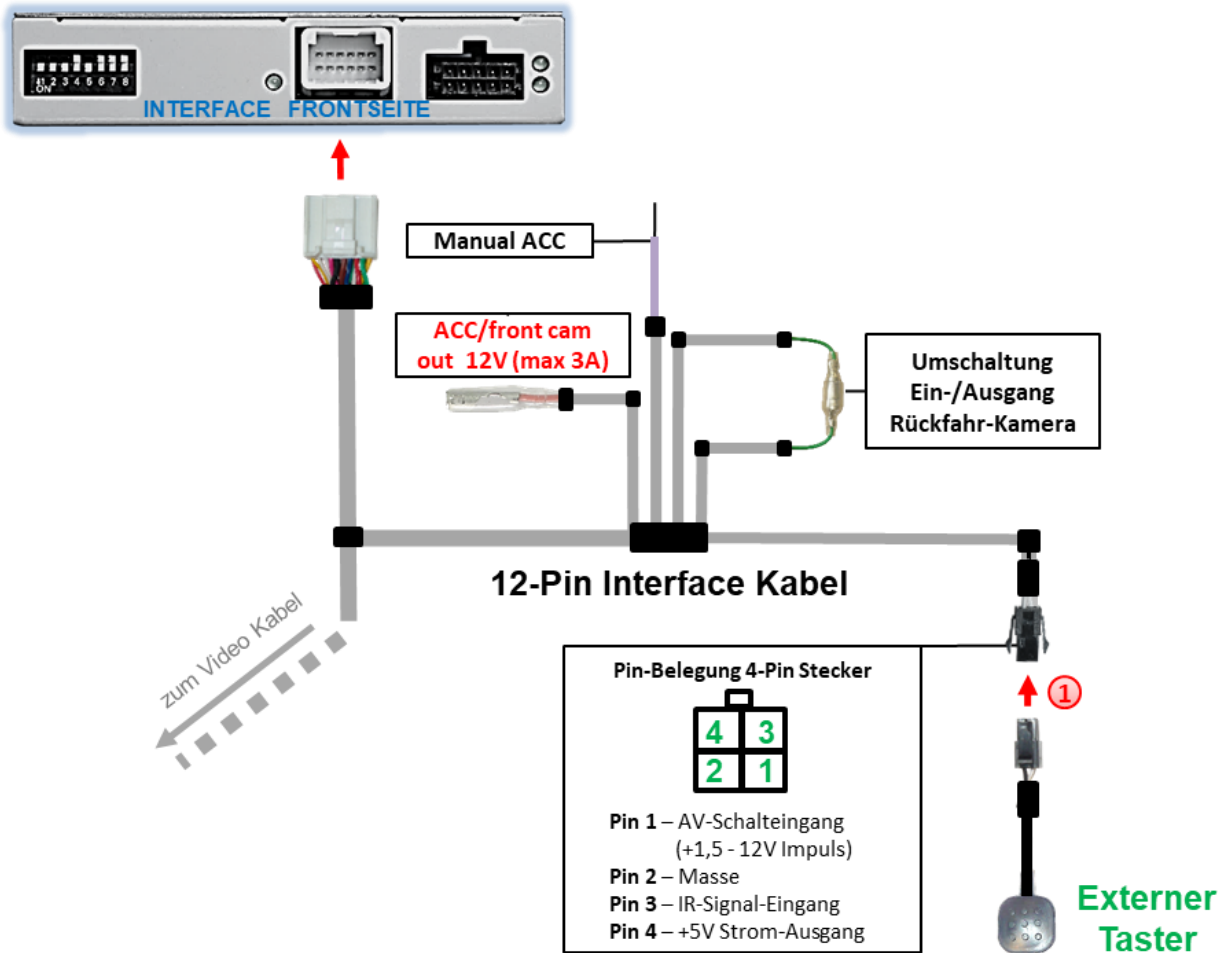 1 2 3 4 5 6 7 8
ON
INTERFACE FRONTSEITE
Manual ACC
ACC/front cam
out 12V (max 3A)
Umschaltung
Ein-/Ausgang
Rückfahr-Kamera
12-Pin Interface Kabel
zum Video Kabel
Pin-Belegung 4-Pin Stecker
4 3
2 1
Pin 1 – AV-Schalteingang
(+1,5 - 12V Impuls)
Pin 2 – Masse
Pin 3 – IR-Signal-Eingang
Pin 4 – +5V Strom-Ausgang
1
Externer
Taster